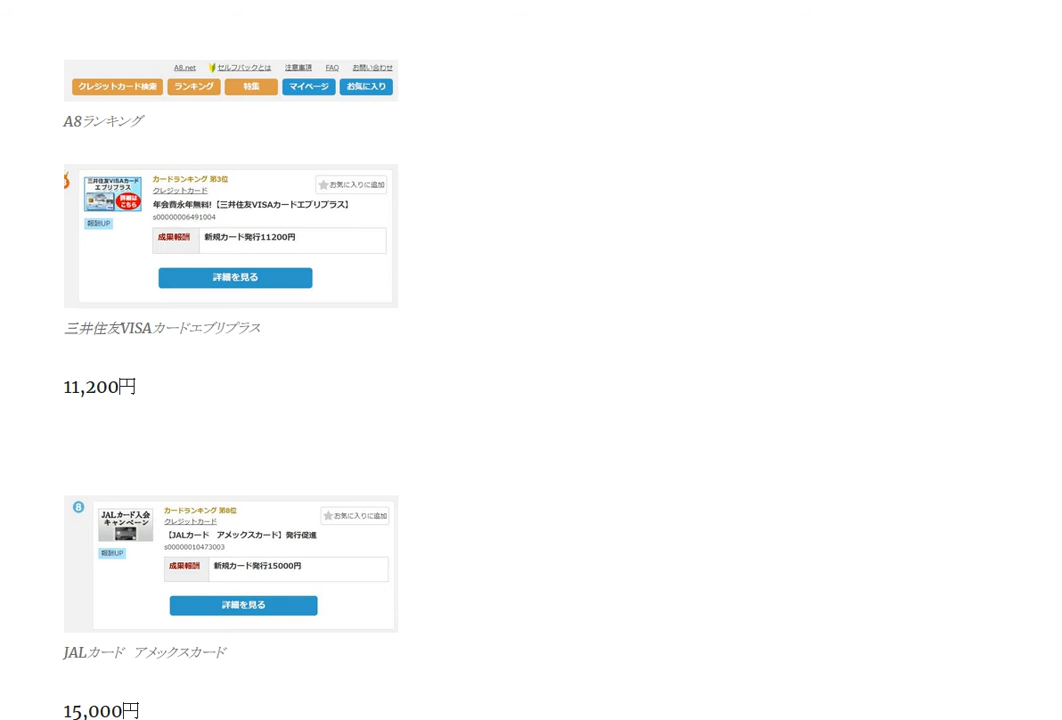 A8.net セルフバックとは 注意事項 FAQ お問い合わせ
クレジットカード検索 ランキング 特集 マイページ お気に入り
A8ランキング
三井住友VISAカード
エブリプラス
詳細は
こちら
報酬UP
カードランキング 第3位
クレジットカード
お気に入りに追加
年会費永年無料!【三井住友VISAカードエブリプラス】
s00000006491004
成果報酬 新規カード発行11200円
詳細を見る
三井住友VISAカードエブリプラス
11,200円
8
JALカード入会
キャンペーン
報酬UP
カードランキング 第8位
クレジットカード
お気に入りに追加
【JALカード アメックスカード】発行促進
s00000010473003
成果報酬 新規カード発行15000円
詳細を見る
JALカード アメックスカード
15,000円